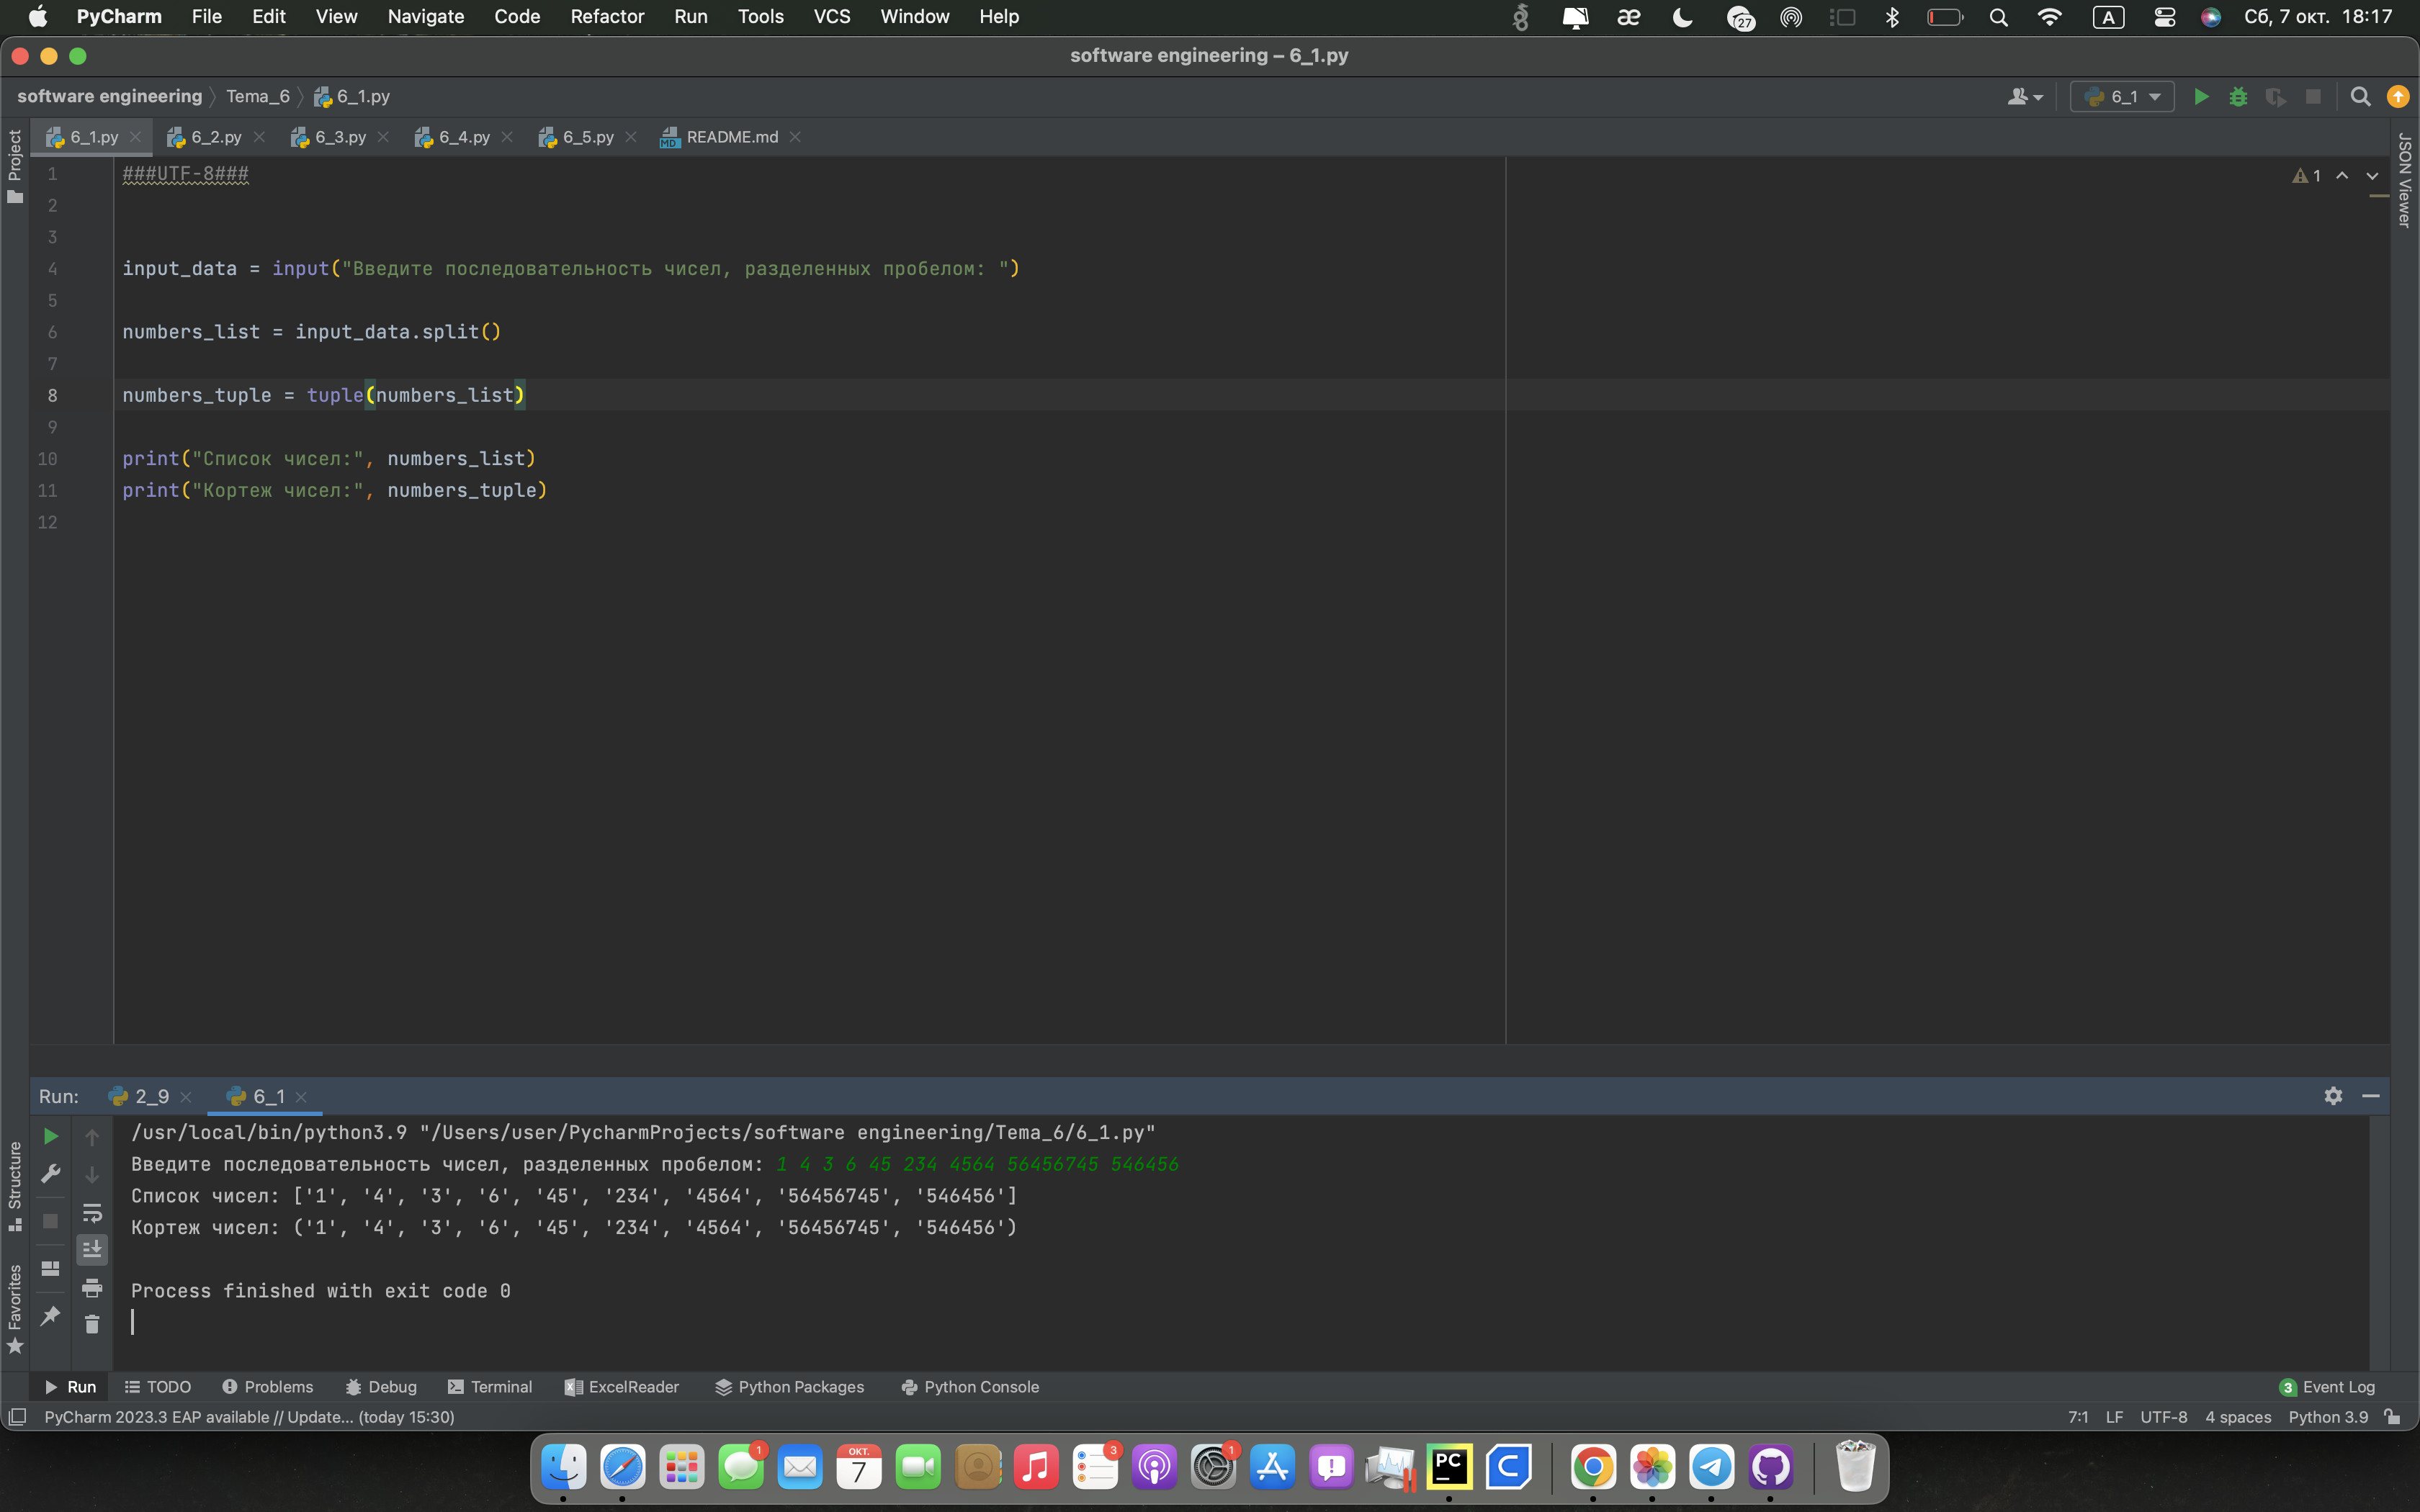 PyCharm File Edit View Navigate Code Refactor Run Tools VCS Window Help 27 A Сб, 7 окт. 18:17
software engineering – 6_1.py
software engineering Tema_6 6_1.py 6_1
Project
6_1.py 6_2.py 6_3.py 6_4.py 6_5.py MD README.md
JSON Viewer
1 ###UTF-8### 1
2
3
4 input_data = input("Введите последовательность чисел, разделенных пробелом: ")
5
6 numbers_list = input_data.split()
7
8 numbers_tuple = tuple(numbers_list)
9
10 print("Список чисел:", numbers_list)
11 print("Кортеж чисел:", numbers_tuple)
12
Run: 2_9 6_1
/usr/local/bin/python3.9 "/Users/user/PycharmProjects/software engineering/Tema_6/6_1.py"
Введите последовательность чисел, разделенных пробелом: 1 4 3 6 45 234 4564 56456745 546456
Список чисел: ['1', '4', '3', '6', '45', '234', '4564', '56456745', '546456']
Кортеж чисел: ('1', '4', '3', '6', '45', '234', '4564', '56456745', '546456')
Process finished with exit code 0
Structure
Favorites
Run TODO Problems Debug Terminal ExcelReader Python Packages Python Console 3 Event Log
PyCharm 2023.3 EAP available // Update... (today 15:30) 7:1 LF UTF-8 4 spaces Python 3.9
1 ОКТ. 7 3 1 PC C